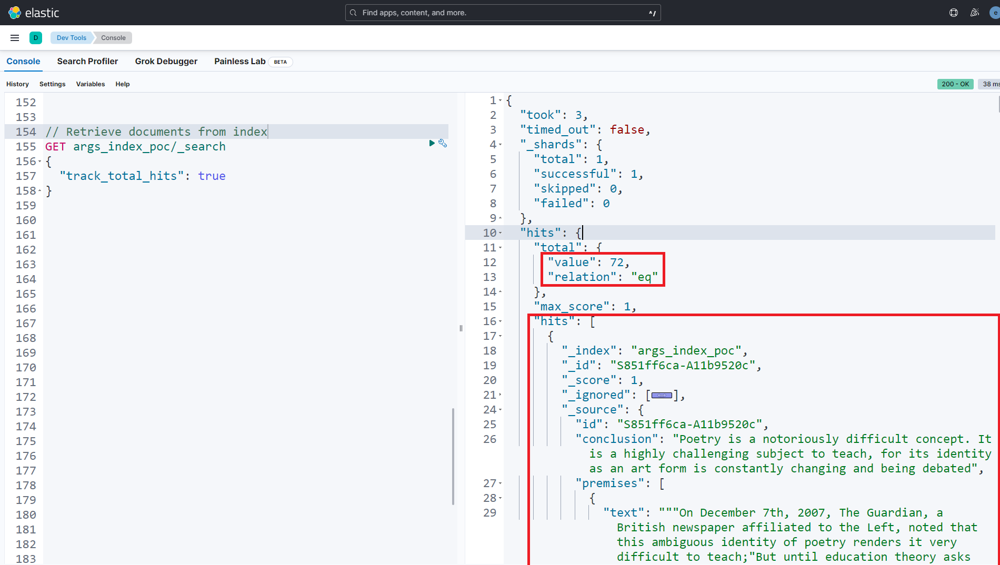 elastic
Find apps, content, and more.
^/
e
D
Dev Tools
Console
Console
Search Profiler
Grok Debugger
Painless Lab
BETA
History
Settings
Variables
Help
200 - OK
38 ms
152
153
154 // Retrieve documents from index
155 GET args_index_poc/_search
156 {
157 "track_total_hits": true
158 }
159
160
161
162
163
164
165
166
167
168
169
170
171
172
173
174
175
176
177
178
179
180
181
182
183
1 {
2 "took": 3,
3 "timed_out": false,
4 "_shards": {
5 "total": 1,
6 "successful": 1,
7 "skipped": 0,
8 "failed": 0
9 },
10 "hits": {
11 "total": {
12 "value": 72,
13 "relation": "eq"
14 },
15 "max_score": 1,
16 "hits": [
17 {
18 "_index": "args_index_poc",
19 "_id": "S851ff6ca-A11b9520c",
20 "_score": 1,
21 "_ignored": [],
24 "_source": {
25 "id": "S851ff6ca-A11b9520c",
26 "conclusion": "Poetry is a notoriously difficult concept. It
is a highly challenging subject to teach, for its identity
as an art form is constantly changing and being debated",
27 "premises": [
28 {
29 "text": """On December 7th, 2007, The Guardian, a
British newspaper affiliated to the Left, noted that
this ambiguous identity of poetry renders it very
difficult to teach;"But until education theory asks